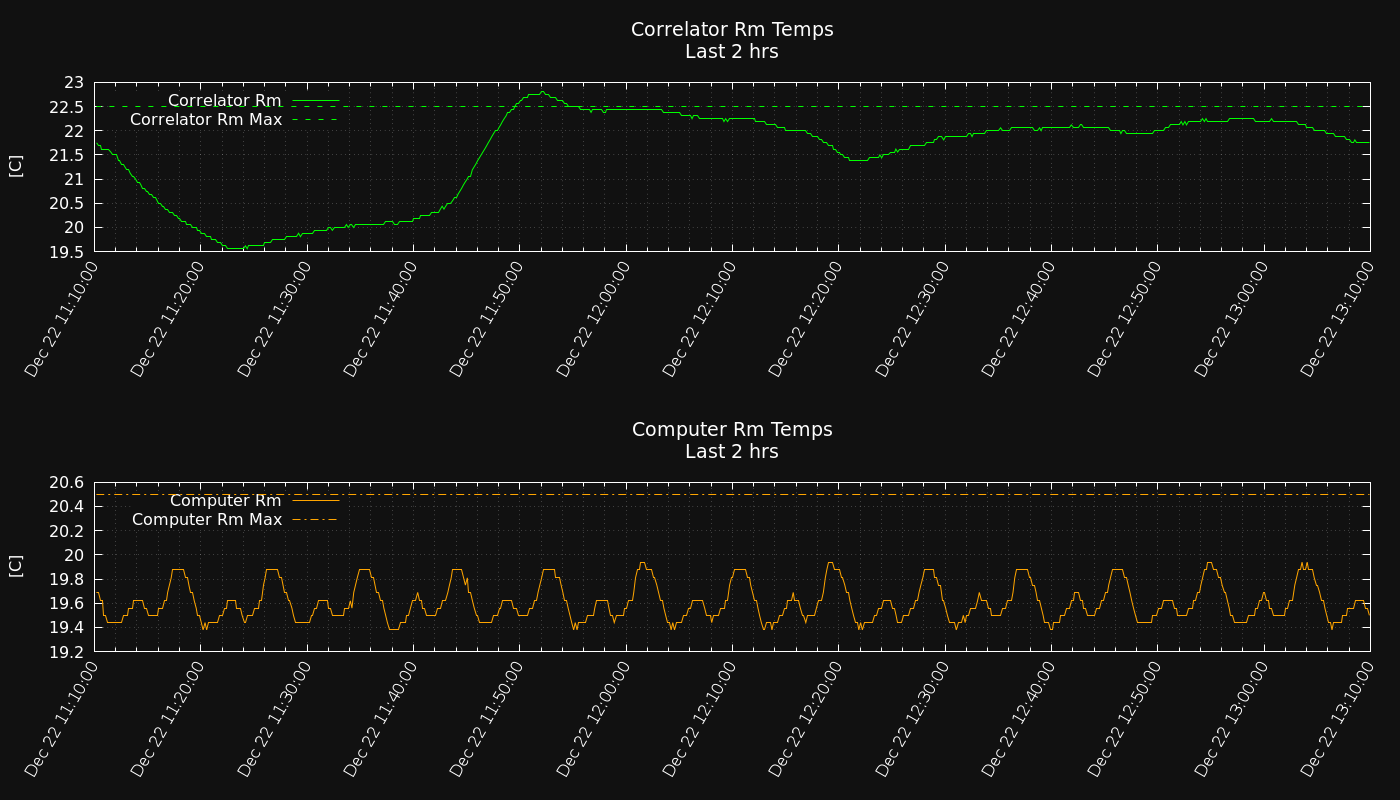 Correlator Rm Temps
Last 2 hrs
23
22.5
22
21.5
21
20.5
20
19.5
[C]
Correlator Rm
Correlator Rm Max
Dec 22 11:10:00
Dec 22 11:20:00
Dec 22 11:30:00
Dec 22 11:40:00
Dec 22 11:50:00
Dec 22 12:00:00
Dec 22 12:10:00
Dec 22 12:20:00
Dec 22 12:30:00
Dec 22 12:40:00
Dec 22 12:50:00
Dec 22 13:00:00
Dec 22 13:10:00
Computer Rm Temps
Last 2 hrs
20.6
20.4
20.2
20
19.8
19.6
19.4
19.2
[C]
Computer Rm
Computer Rm Max
Dec 22 11:10:00
Dec 22 11:20:00
Dec 22 11:30:00
Dec 22 11:40:00
Dec 22 11:50:00
Dec 22 12:00:00
Dec 22 12:10:00
Dec 22 12:20:00
Dec 22 12:30:00
Dec 22 12:40:00
Dec 22 12:50:00
Dec 22 13:00:00
Dec 22 13:10:00